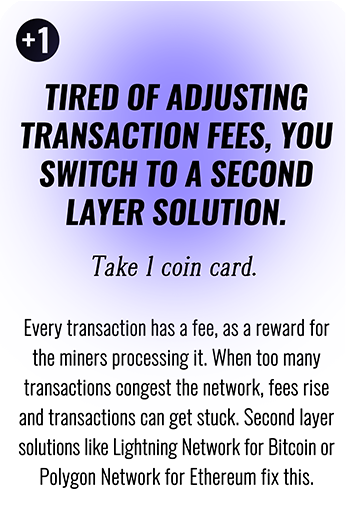 +1
TIRED OF ADJUSTING
TRANSACTION FEES, YOU
SWITCH TO A SECOND
LAYER SOLUTION.
Take 1 coin card.
Every transaction has a fee, as a reward for
the miners processing it. When too many
transactions congest the network, fees rise
and transactions can get stuck. Second layer
solutions like Lightning Network for Bitcoin or
Polygon Network for Ethereum fix this.